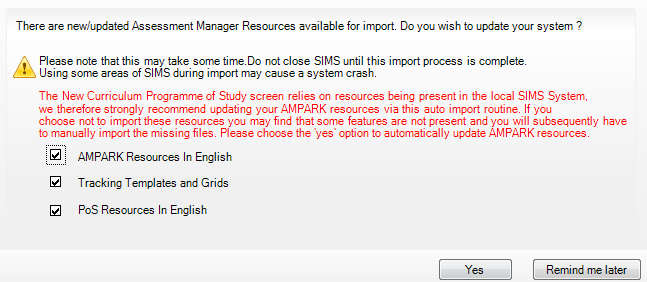 There are new/updated Assessment Manager Resources available for import. Do you wish to update your system ?
Please note that this may take some time.Do not close SIMS until this import process is complete.
Using some areas of SIMS during import may cause a system crash.
The New Curriculum Programme of Study screen relies on resources being present in the local SIMS System,
we therefore strongly recommend updating your AMPARK resources via this auto import routine. If you
choose not to import these resources you may find that some features are not present and you will subsequently have
to manually import the missing files. Please choose the 'yes' option to automatically update AMPARK resources.
AMPARK Resources In English
Tracking Templates and Grids
PoS Resources In English
Yes
Remind me later